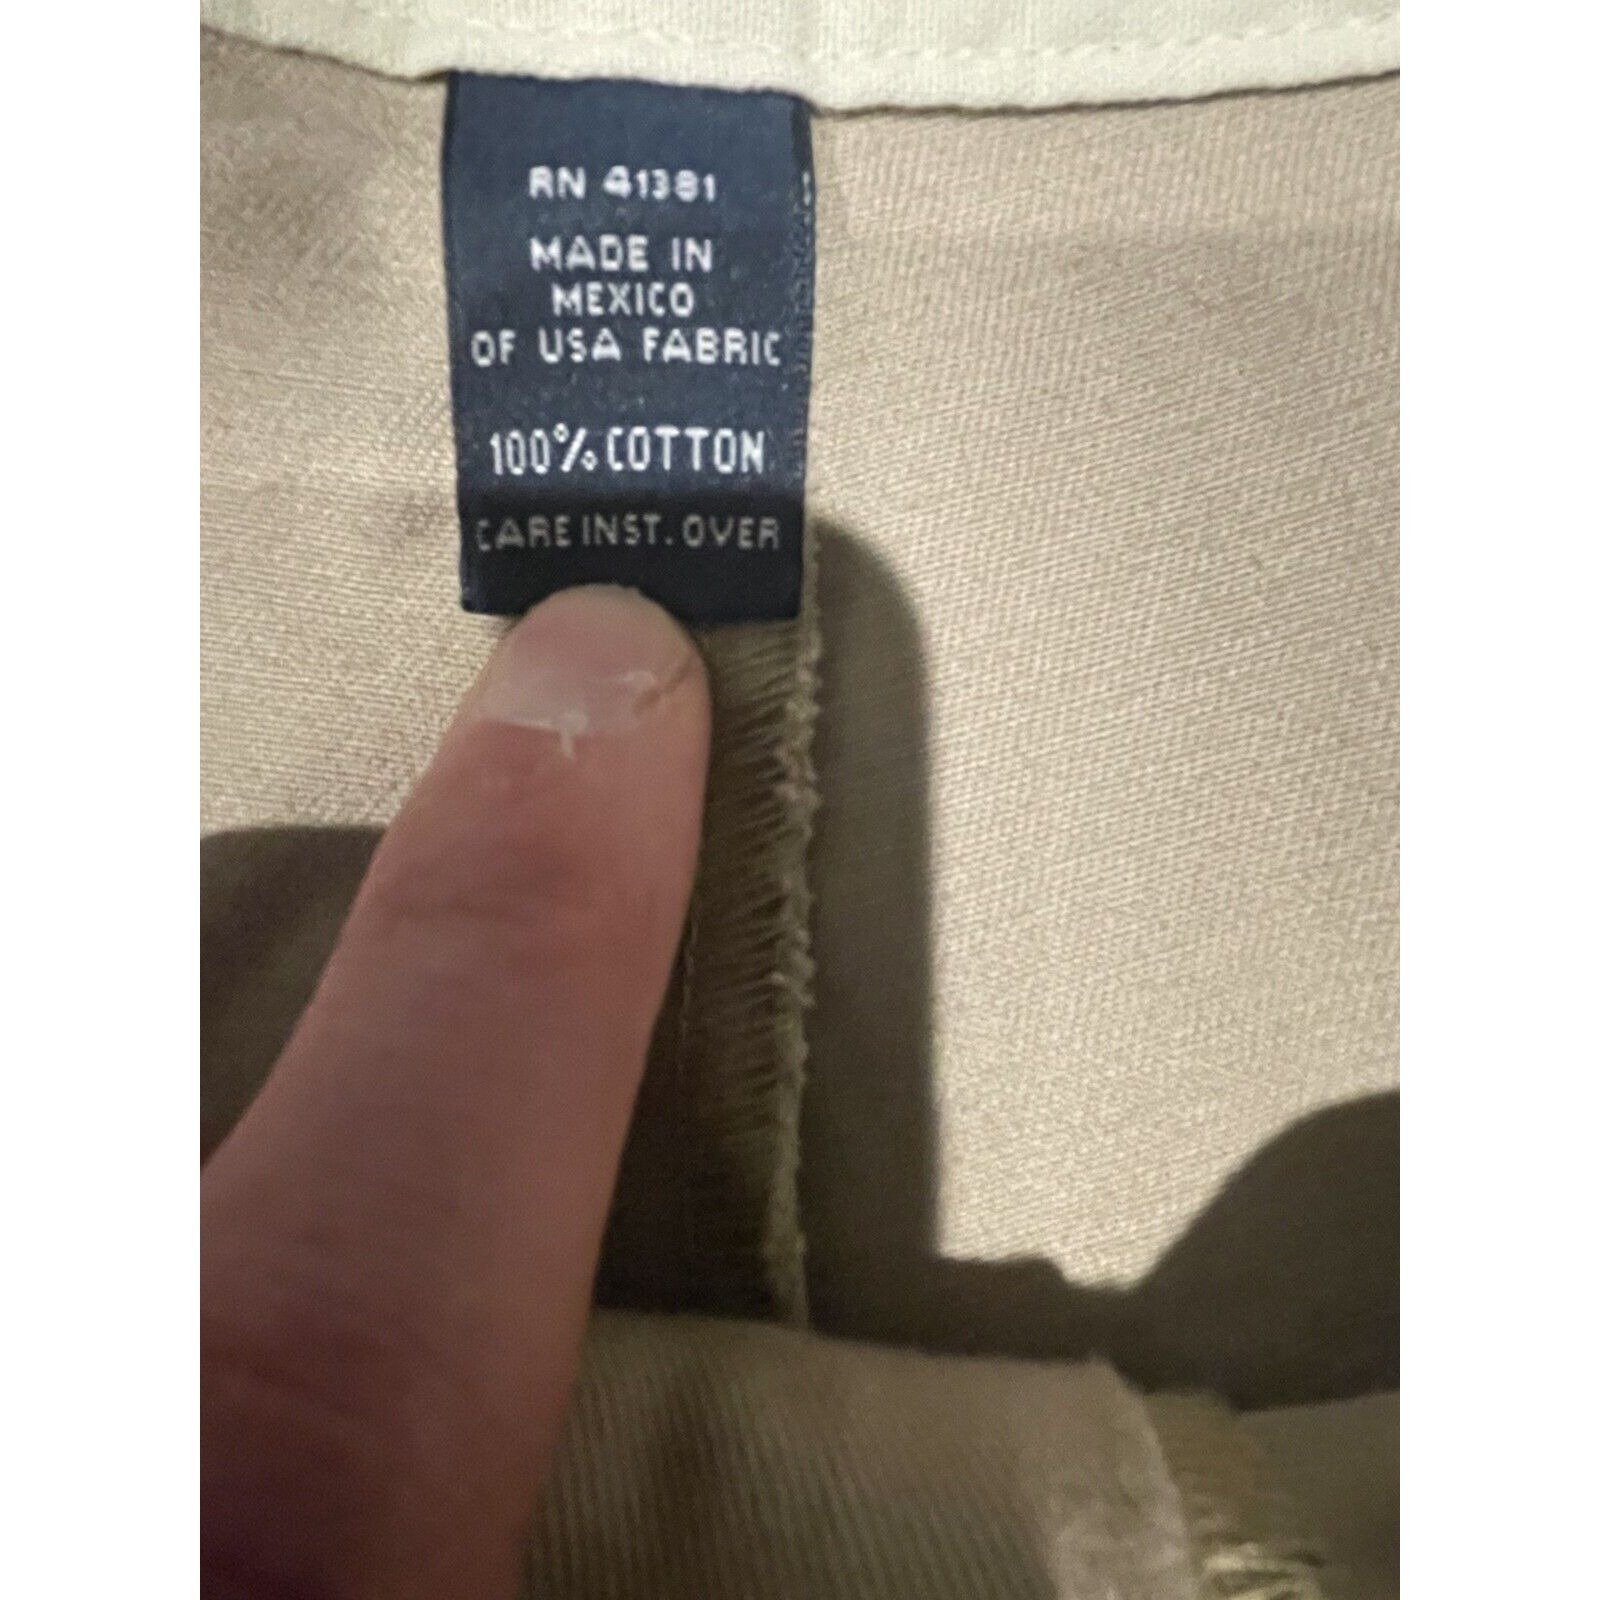 RN 41381
MADE IN
MEXICO
OF USA FABRIC
100% COTTON
CARE INST. OVER